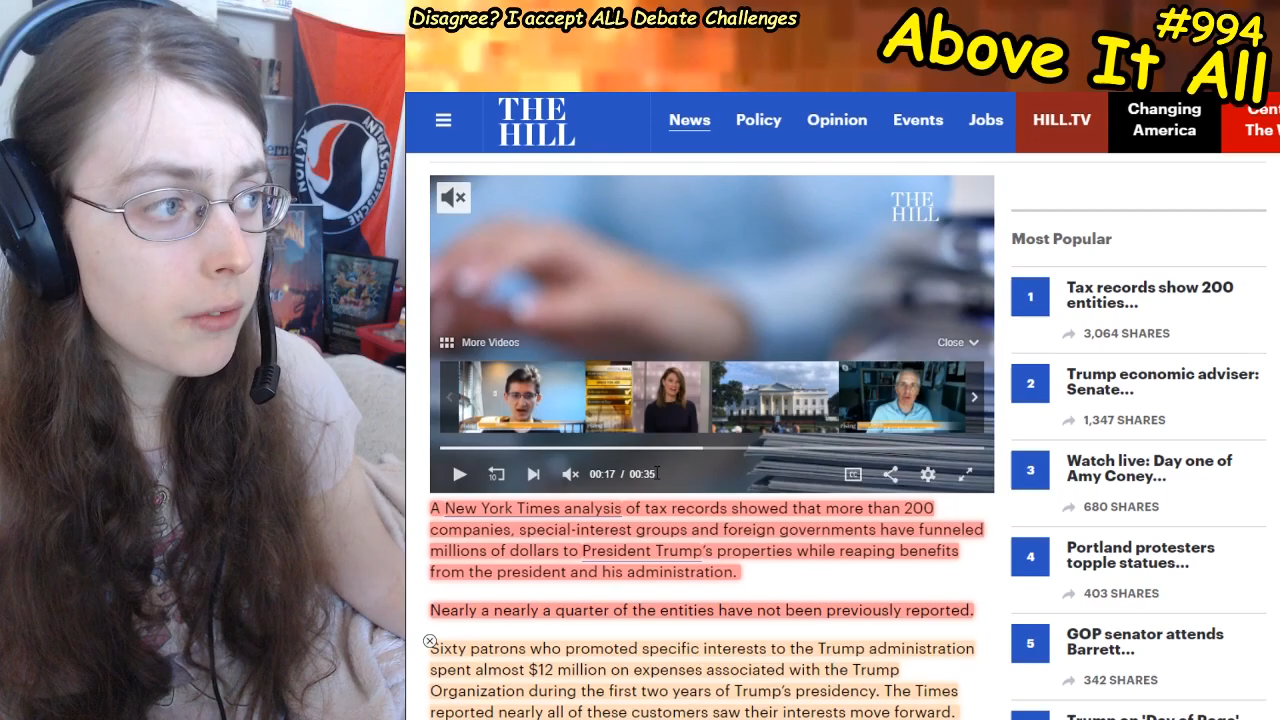 Disagree? I accept ALL Debate Challenges
#994
Above It All
ANTIFASCHISTISCHE
AKTION
THE
HILL
News
Policy
Opinion
Events
Jobs
HILL.TV
Changing
America
The
THE
HILL
More Videos
Close
10
00:17 / 00:35
CC
Most Popular
1
Tax records show 200
entities...
3,064 SHARES
2
Trump economic adviser:
Senate...
1,347 SHARES
3
Watch live: Day one of
Amy Coney...
680 SHARES
4
Portland protesters
topple statues...
403 SHARES
5
GOP senator attends
Barrett...
342 SHARES
A New York Times analysis of tax records showed that more than 200
companies, special-interest groups and foreign governments have funneled
millions of dollars to President Trump's properties while reaping benefits
from the president and his administration.
Nearly a nearly a quarter of the entities have not been previously reported.
Sixty patrons who promoted specific interests to the Trump administration
spent almost $12 million on expenses associated with the Trump
Organization during the first two years of Trump's presidency. The Times
reported nearly all of these customers saw their interests move forward.